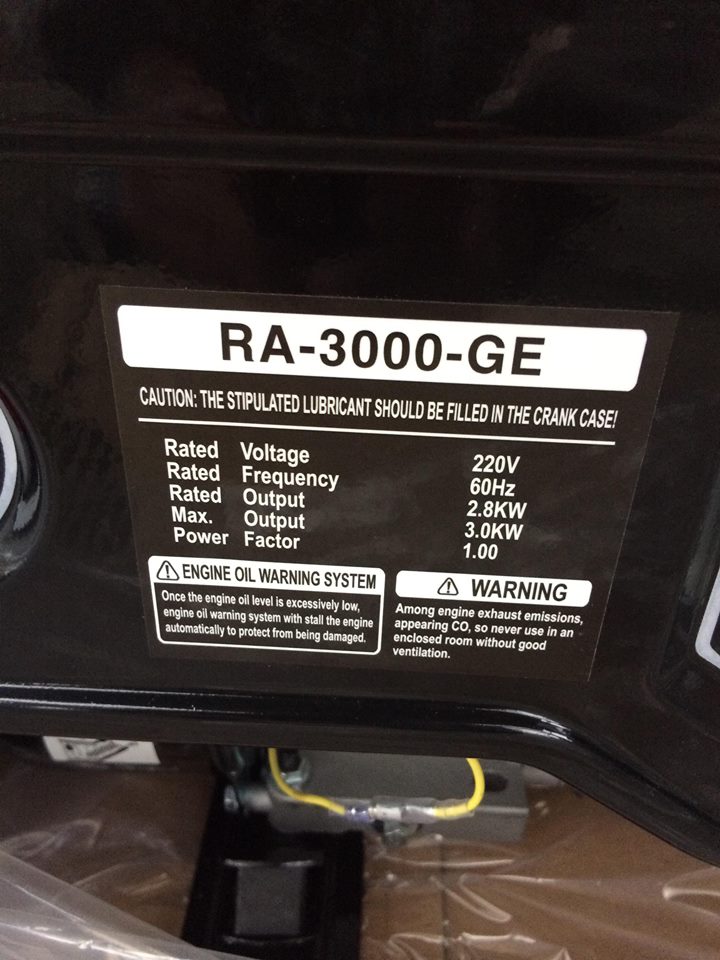 RA-3000-GE
CAUTION: THE STIPULATED LUBRICANT SHOULD BE FILLED IN THE CRANK CASE!
Rated Voltage 220V
Rated Frequency 60Hz
Rated Output 2.8KW
Max. Output 3.0KW
Power Factor 1.00
ENGINE OIL WARNING SYSTEM
Once the engine oil level is excessively low,
engine oil warning system with stall the engine
automatically to protect from being damaged.
WARNING
Among engine exhaust emissions,
appearing CO, so never use in an
enclosed room without good
ventilation.